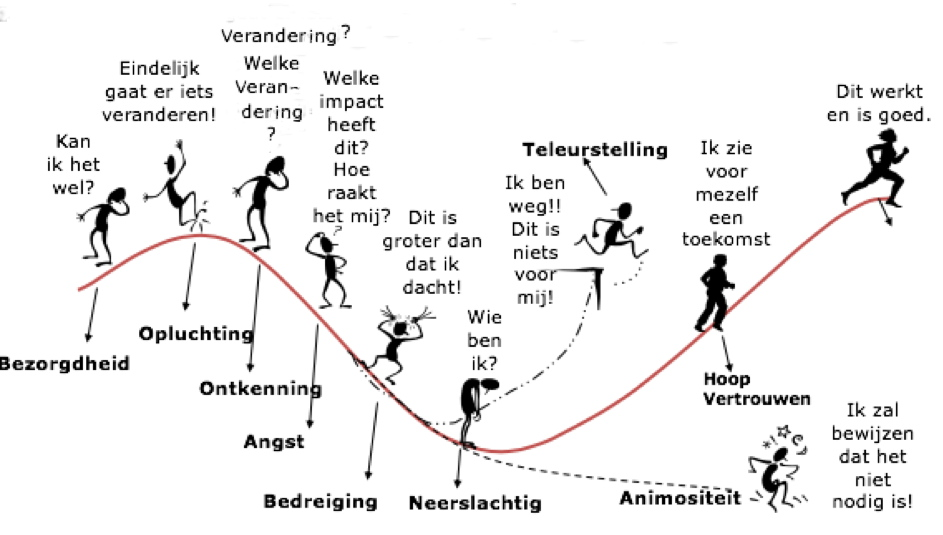 Kan
ik het
wel?
Bezorgdheid
Eindelijk
gaat er iets
veranderen!
Opluchting
Verandering?
Welke
Veran-
dering
?
Ontkenning
Welke
impact
heeft
dit?
Hoe
raakt
het mij?
?
Angst
Dit is
groter dan
dat ik
dacht!
Bedreiging
Wie
ben
ik?
Neerslachtig
Teleurstelling
Ik ben
weg!!
Dit is
niets
voor
mij!
Ik zie
voor
mezelf
een
toekomst
Hoop
Vertrouwen
Dit werkt
en is goed.
Animositeit
Ik zal
bewijzen
dat het
niet
nodig is!